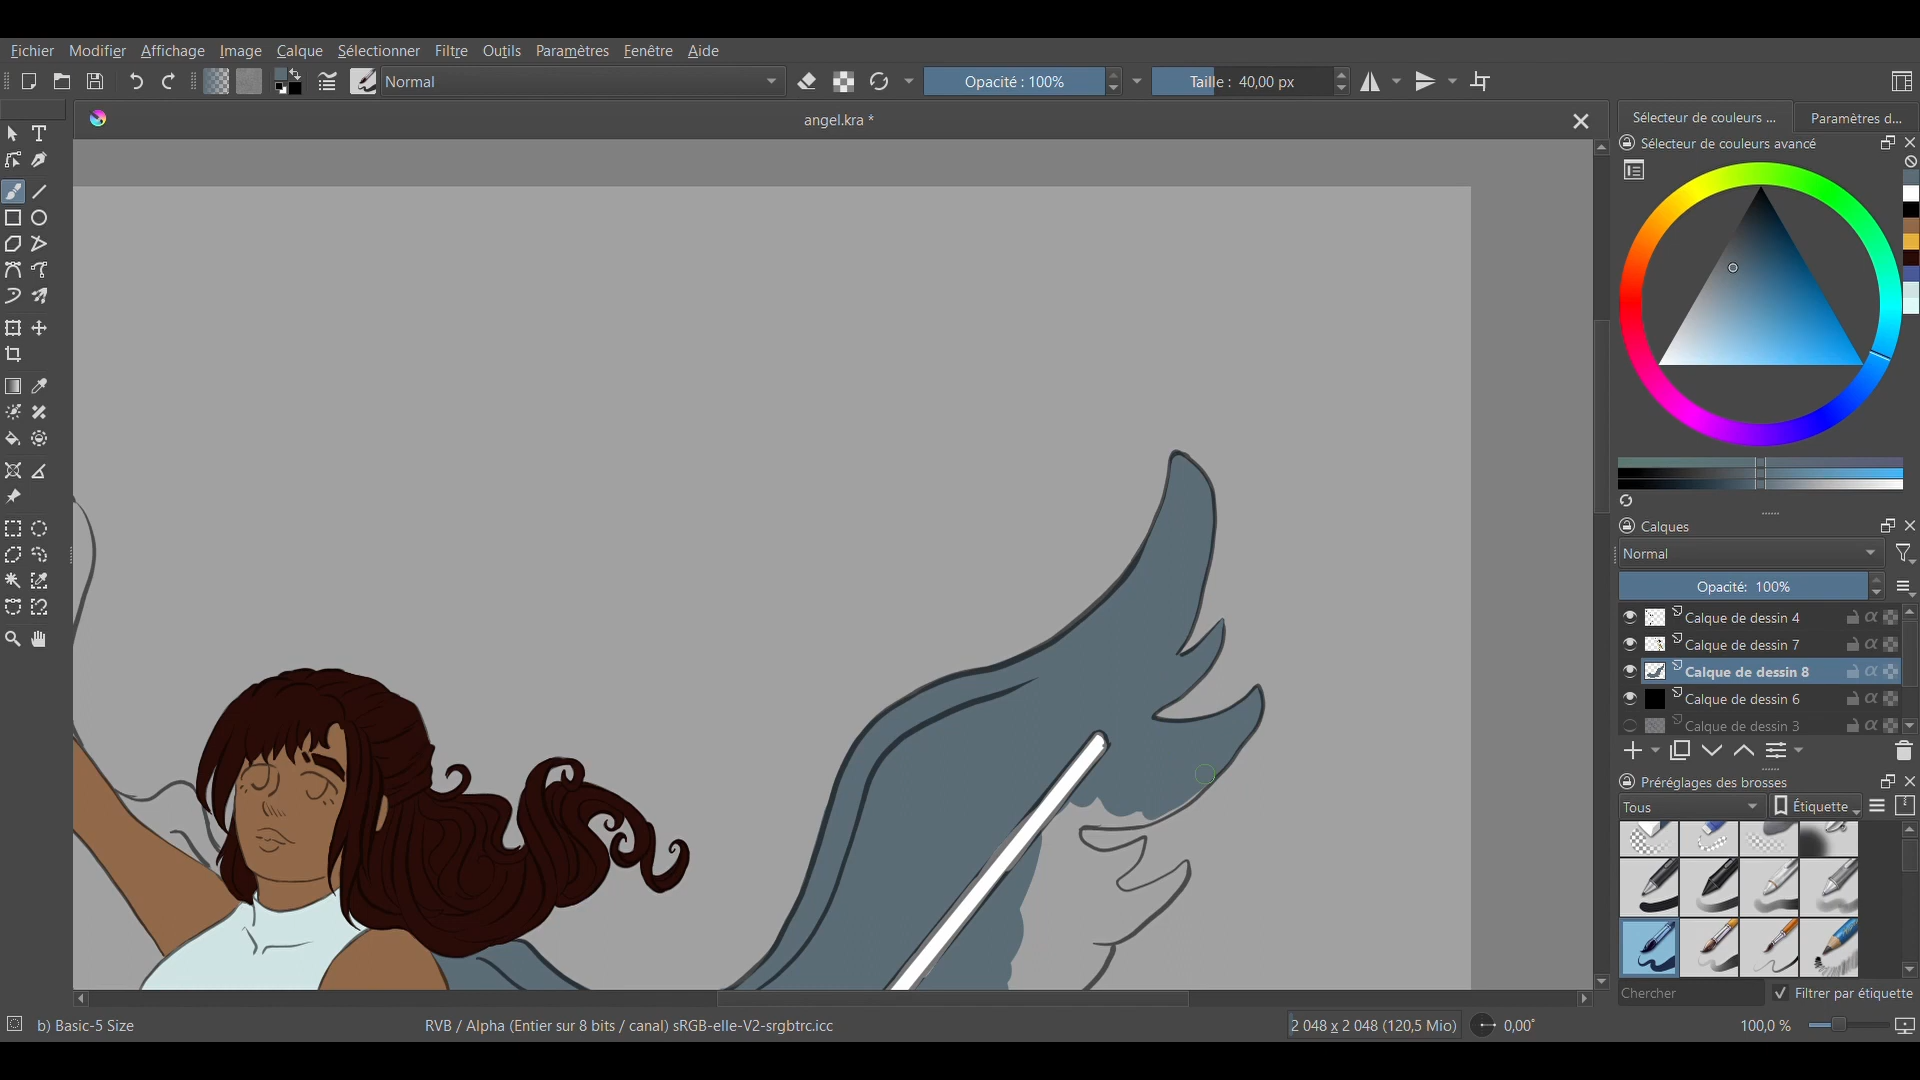 Fichier Modifier Affichage Image Calque Sélectionner Filtre Outils Paramètres Fenêtre Aide
Normal Opacité : 100% Taille : 40,00 px
angel.kra *
Sélecteur de couleurs ... Paramètres d...
Sélecteur de couleurs avancé
Calques
Normal
Opacité: 100%
Calque de dessin 4
Calque de dessin 7
Calque de dessin 8
Calque de dessin 6
Calque de dessin 3
Préréglages des brosses
Tous Étiquette
Chercher Filtrer par étiquette
b) Basic-5 Size RVB / Alpha (Entier sur 8 bits / canal) sRGB-elle-V2-srgbtrc.icc 2 048 x 2 048 (120,5 Mio) 0,00° 100,0 %